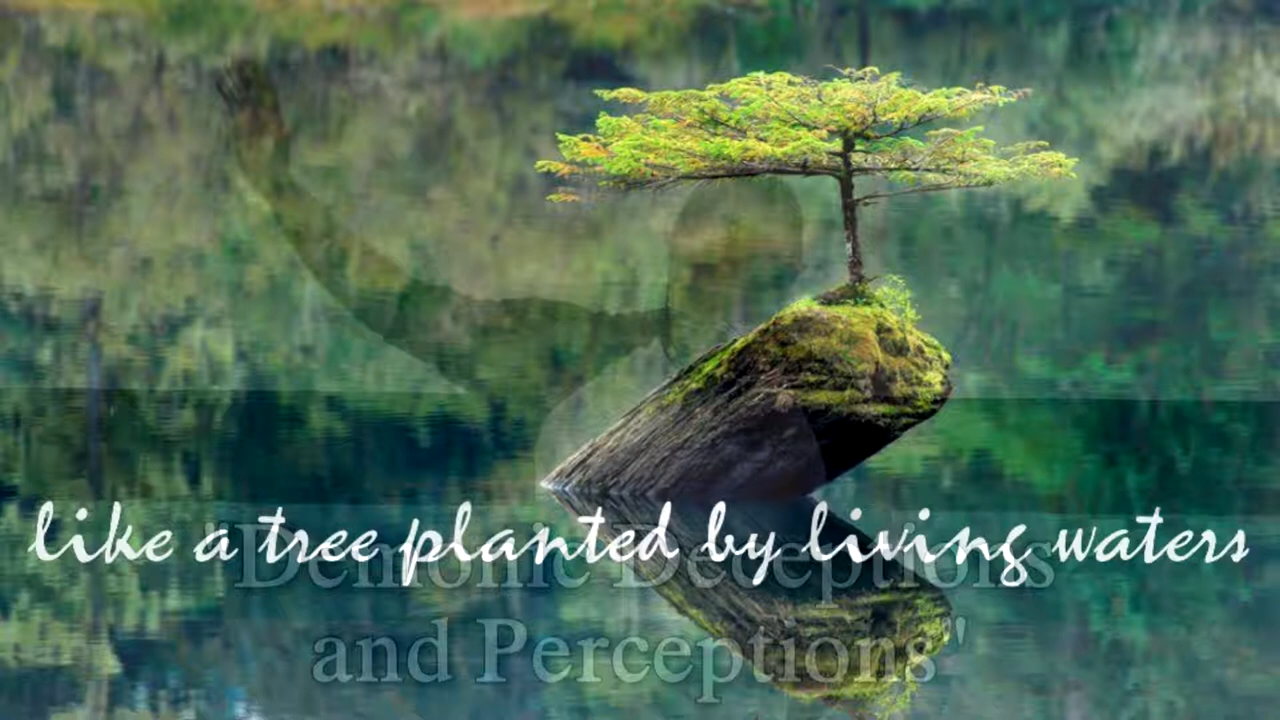 like a tree planted by living waters
"Demonic Deceptions
and Perceptions"